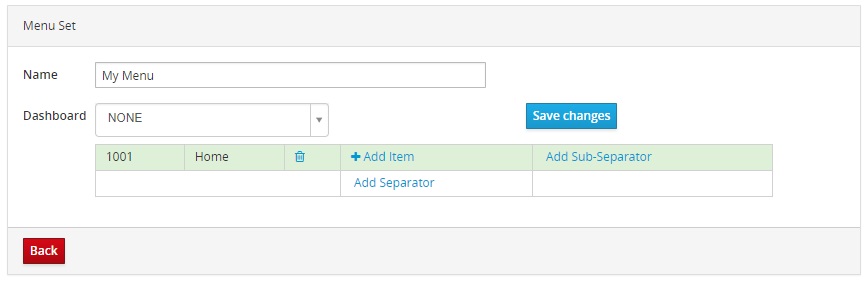 Menu Set
Name My Menu
Dashboard NONE Save changes
1001 Home Add Item Add Sub-Separator
Add Separator
Back